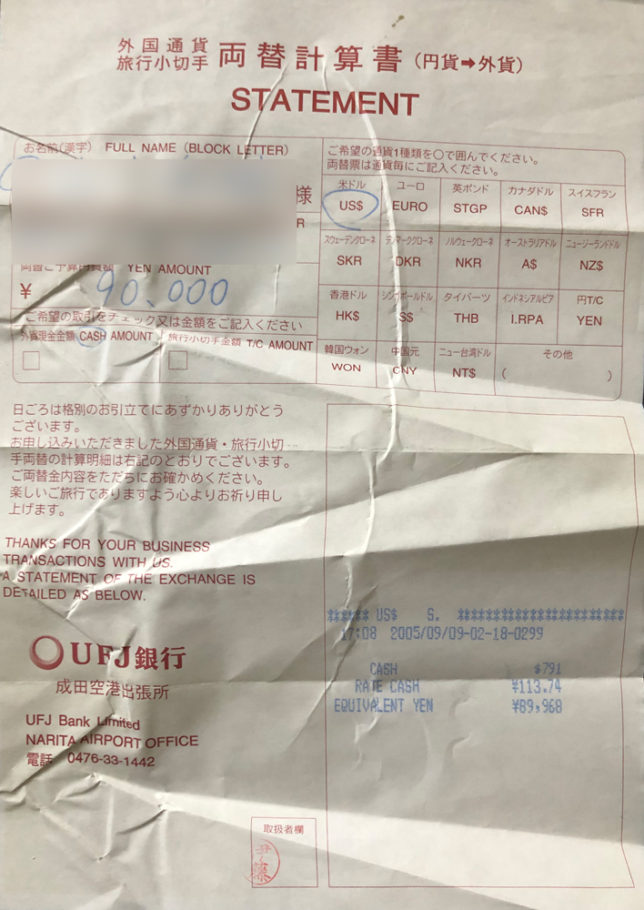 外国通貨
旅行小切手 両替計算書 (円貨➡外貨)
STATEMENT
お名前(漢字) FULL NAME (BLOCK LETTER)
様
R
両替ご予算円貨額 YEN AMOUNT
¥ 90,000
ご希望の取引をチェック又は金額をご記入ください
外貨現金金額 CASH AMOUNT 旅行小切手金額 T/C AMOUNT
ご希望の通貨1種類を○で囲んでください。
両替票は通貨毎にご記入ください。
米ドル ユーロ 英ポンド カナダドル スイスフラン
US$ EURO STGP CAN$ SFR
スウェーデンクローネ デンマーククローネ ノルウェークローネ オーストラリアドル ニュージーランドドル
SKR DKR NKR A$ NZ$
香港ドル シンガポールドル タイバーツ インドネシアルピア 円T/C
HK$ S$ THB I.RPA YEN
韓国ウォン 中国元 ニュー台湾ドル その他
WON CNY NT$ ( )
日ごろは格別のお引立てにあずかりありがとう
ございます。
お申し込みいただきました外国通貨・旅行小切
手両替の計算明細は右記のとおりでございます。
ご両替金内容をただちにお確かめください。
楽しいご旅行でありますよう心よりお祈り申し
上げます。
THANKS FOR YOUR BUSINESS
TRANSACTIONS WITH US.
A STATEMENT OF THE EXCHANGE IS
DETAILED AS BELOW.
UFJ銀行
成田空港出張所
UFJ Bank Limited
NARITA AIRPORT OFFICE
電話 0476-33-1442
****** US$ S. ************************
17:08 2005/09/09-02-18-0299
CASH $791
RATE CASH ¥113.74
EQUIVALENT YEN ¥89,968
取扱者欄